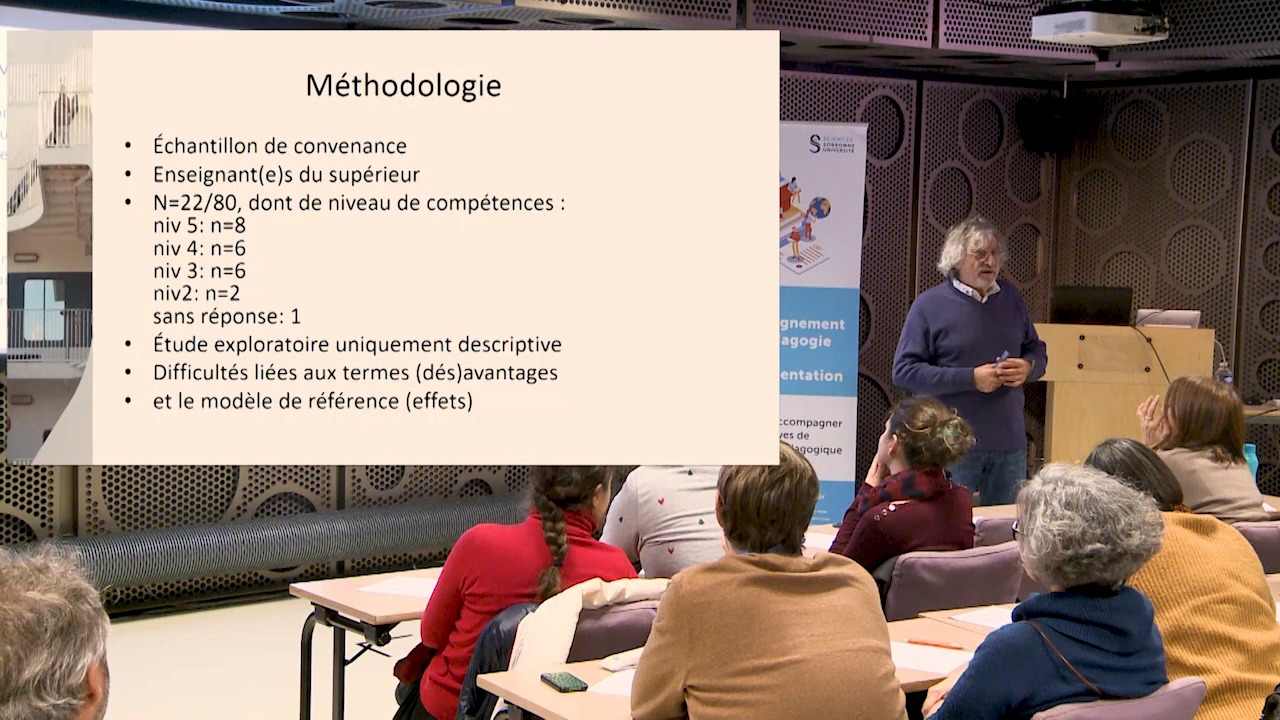 Méthodologie
• Échantillon de convenance
• Enseignant(e)s du supérieur
• N=22/80, dont de niveau de compétences :
niv 5: n=8
niv 4: n=6
niv 3: n=6
niv2: n=2
sans réponse: 1
• Étude exploratoire uniquement descriptive
• Difficultés liées aux termes (dés)avantages
• et le modèle de référence (effets)
SCIENCES
SORBONNE
UNIVERSITÉ
gnement
agogie
entation
ccompagner
ves de
agogique